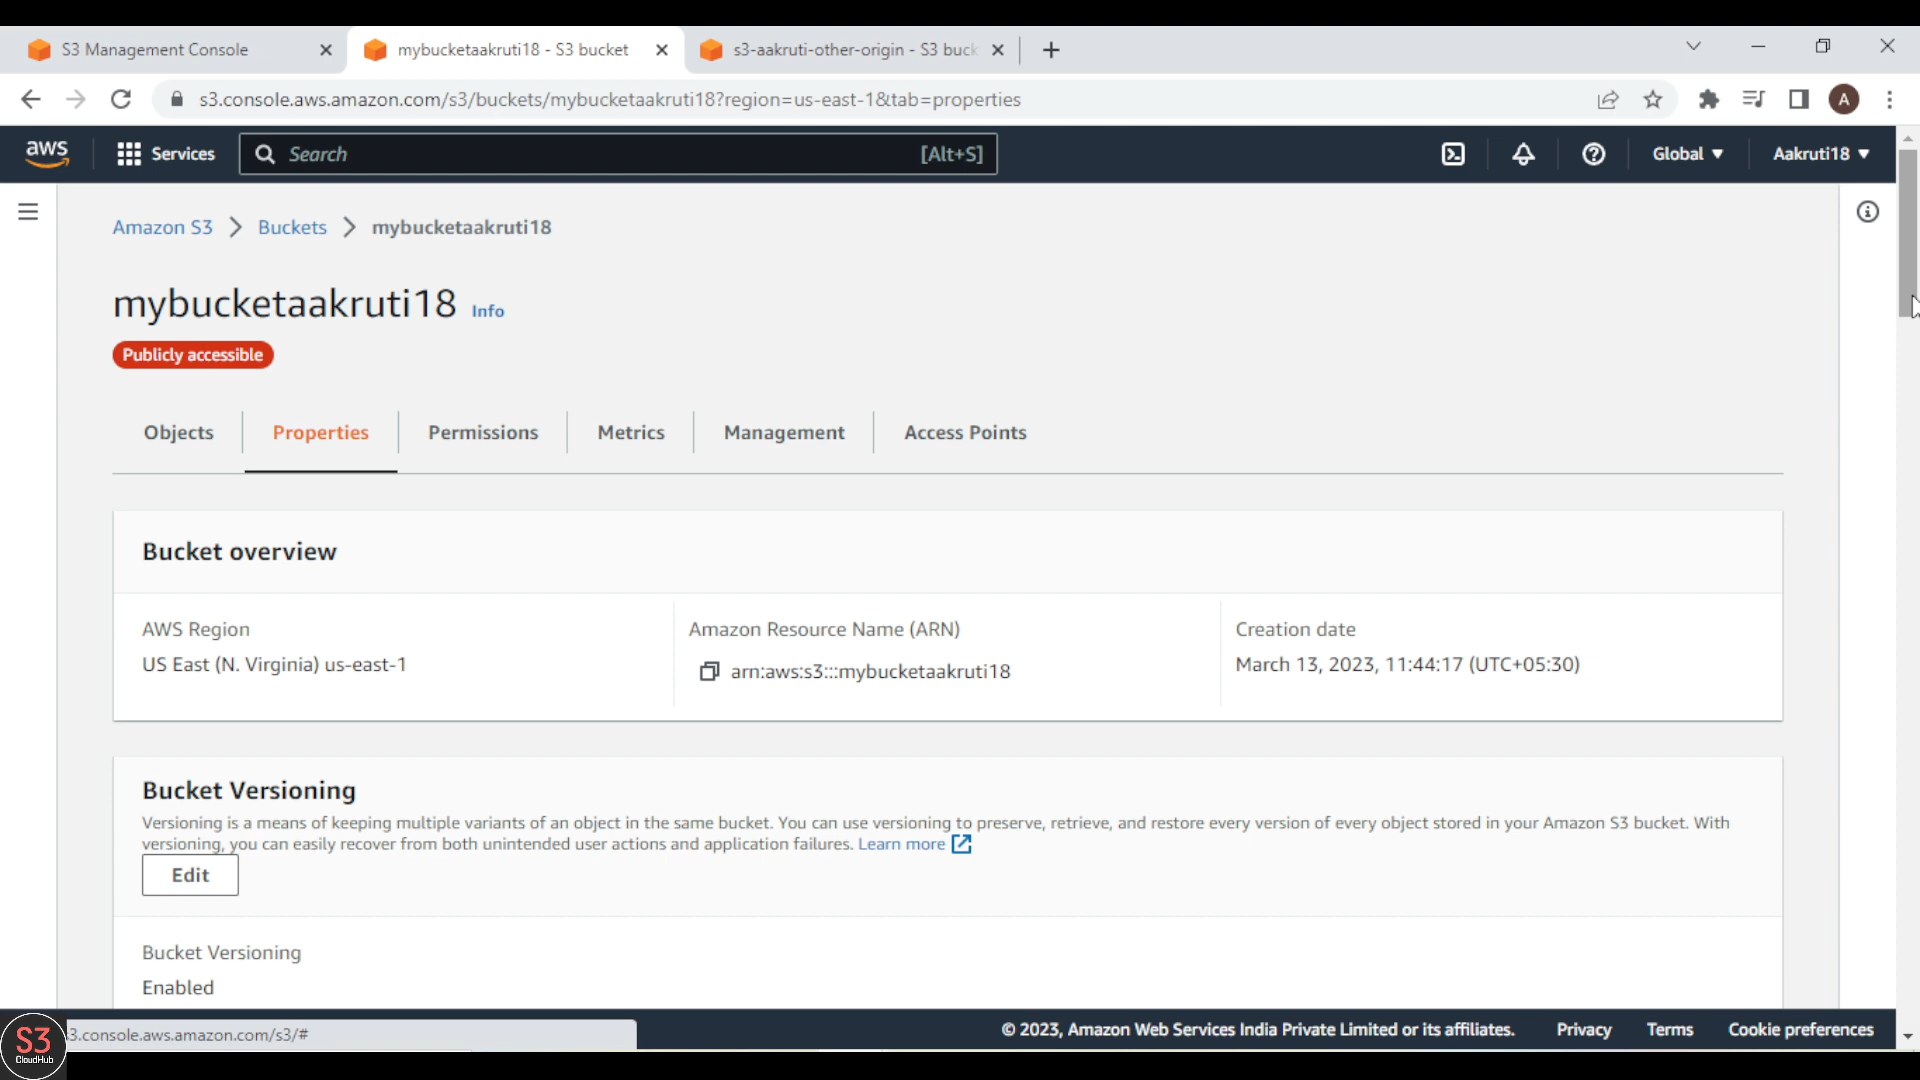 S3 Management Console
mybucketaakruti18 - S3 bucket
s3-aakruti-other-origin - S3 buck
s3.console.aws.amazon.com/s3/buckets/mybucketaakruti18?region=us-east-1&tab=properties
A
aws
Services
Search
[Alt+S]
Global
Aakruti18
Amazon S3 > Buckets > mybucketaakruti18
mybucketaakruti18 Info
Publicly accessible
Objects
Properties
Permissions
Metrics
Management
Access Points
Bucket overview
AWS Region
US East (N. Virginia) us-east-1
Amazon Resource Name (ARN)
arn:aws:s3:::mybucketaakruti18
Creation date
March 13, 2023, 11:44:17 (UTC+05:30)
Bucket Versioning
Versioning is a means of keeping multiple variants of an object in the same bucket. You can use versioning to preserve, retrieve, and restore every version of every object stored in your Amazon S3 bucket. With
versioning, you can easily recover from both unintended user actions and application failures. Learn more
Edit
Bucket Versioning
Enabled
S3
CloudHub
3.console.aws.amazon.com/s3/#
© 2023, Amazon Web Services India Private Limited or its affiliates.
Privacy
Terms
Cookie preferences